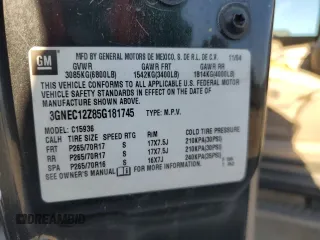 GM
MFD BY GENERAL MOTORS DE MEXICO, S. DE R.L. DE C.V. 11/04
GVWR GAWR FRT GAWR RR
3085KG(6800LB) 1542KG(3400LB) 1814KG(4000LB)
THIS VEHICLE CONFORMS TO ALL APPLICABLE U.S. FEDERAL
MOTOR VEHICLE SAFETY STANDARDS IN EFFECT ON THE
DATE OF MANUFACTURE SHOWN ABOVE.
3GNEC12Z85G181745 TYPE: M.P.V.
MODEL: C15936
TIRE SIZE SPEED RTG RIM COLD TIRE PRESSURE
FRT P265/70R17 S 17X7.5J 210KPA(30PSI)
RR P265/70R17 S 17X7.5J 210KPA(30PSI)
SPA P265/70R16 S 16X7J 240KPA(35PSI)
SEE OWNER'S MANUAL FOR ADDITIONAL INFORMATION
AUTOBIDMASTER